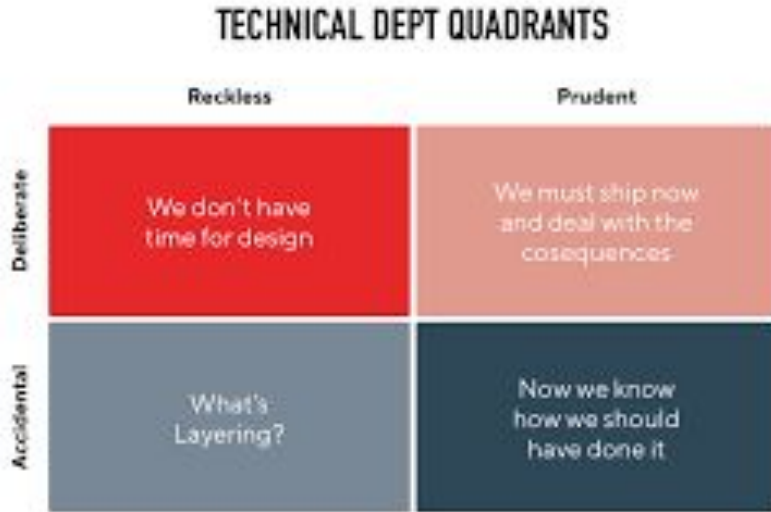 TECHNICAL DEPT QUADRANTS
Reckless
Prudent
Deliberate
We don't have
time for design
We must ship now
and deal with the
cosequences
Accidental
What's
Layering?
Now we know
how we should
have done it